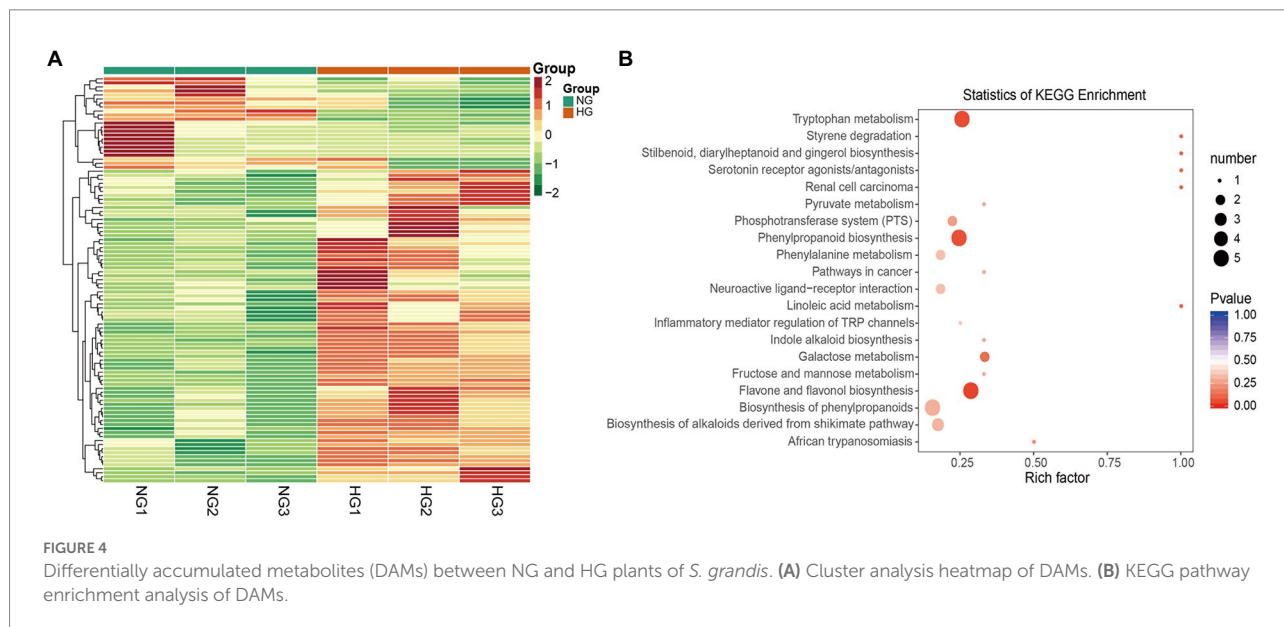 A
Group
2
1
0
−1
−2
Group
NG
HG
NG1
NG2
NG3
HG1
HG2
HG3
B
Statistics of KEGG Enrichment
Tryptophan metabolism
Styrene degradation
Stilbenoid, diarylheptanoid and gingerol biosynthesis
Serotonin receptor agonists/antagonists
Renal cell carcinoma
Pyruvate metabolism
Phosphotransferase system (PTS)
Phenylpropanoid biosynthesis
Phenylalanine metabolism
Pathways in cancer
Neuroactive ligand−receptor interaction
Linoleic acid metabolism
Inflammatory mediator regulation of TRP channels
Indole alkaloid biosynthesis
Galactose metabolism
Fructose and mannose metabolism
Flavone and flavonol biosynthesis
Biosynthesis of phenylpropanoids
Biosynthesis of alkaloids derived from shikimate pathway
African trypanosomiasis
0.25
0.50
0.75
1.00
Rich factor
number
1
2
3
4
5
Pvalue
1.00
0.75
0.50
0.25
0.00
FIGURE 4
Differentially accumulated metabolites (DAMs) between NG and HG plants of S. grandis. (A) Cluster analysis heatmap of DAMs. (B) KEGG pathway
enrichment analysis of DAMs.